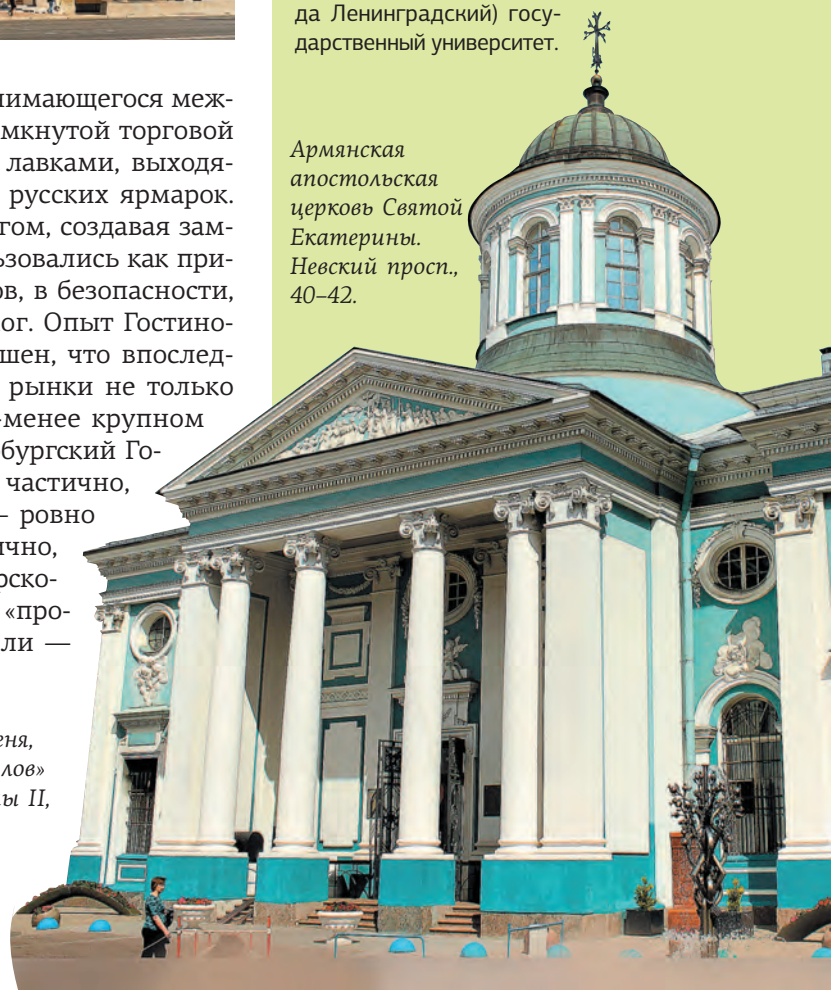 нимающегося меж-
мкнутой торговой
лавками, выходя-
русских ярмарок.
гом, создавая зам-
ьзовались как при-
ов, в безопасности,
ог. Опыт Гостино-
шен, что впослед-
рынки не только
-менее крупном
бургский Го-
частично,
— ровно
ично,
рско-
«про-
ли —
еня,
лов»
ы II,
да Ленинградский) госу-
дарственный университет.
Армянская
апостольская
церковь Святой
Екатерины.
Невский просп.,
40–42.